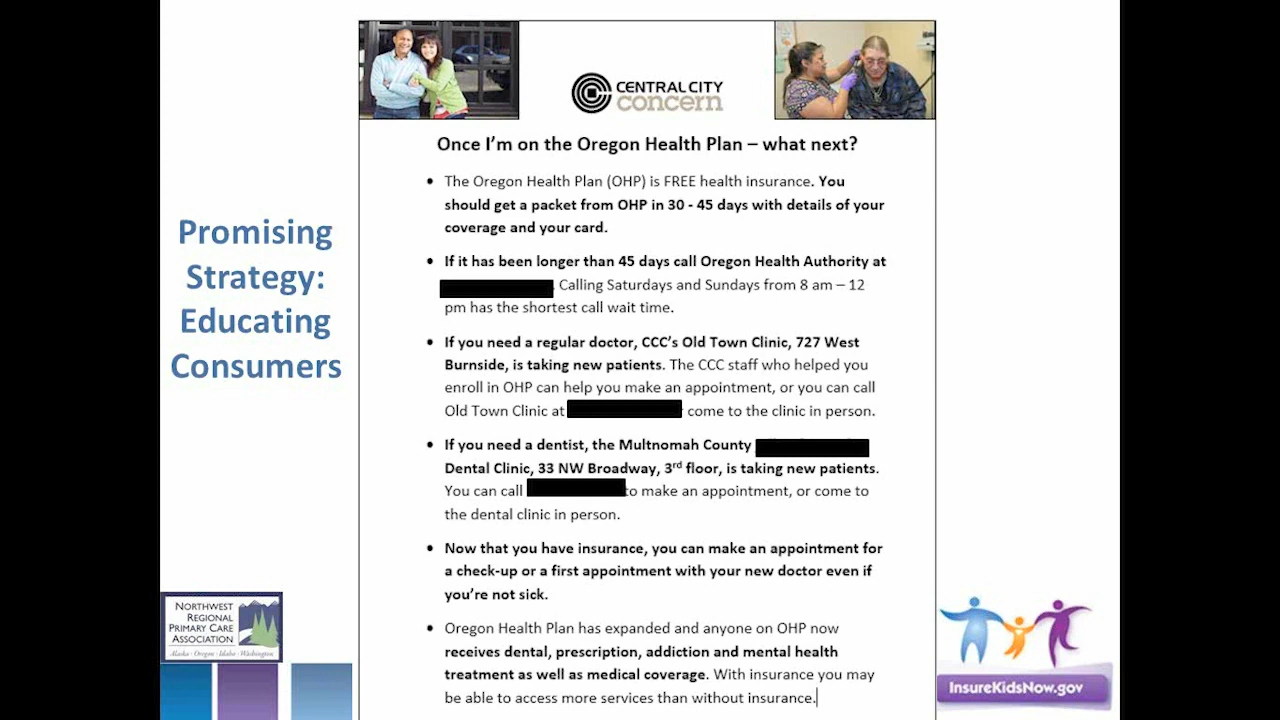 CENTRAL CITY
concern
Once I'm on the Oregon Health Plan – what next?
• The Oregon Health Plan (OHP) is FREE health insurance. You
should get a packet from OHP in 30 - 45 days with details of your
coverage and your card.
• If it has been longer than 45 days call Oregon Health Authority at
. Calling Saturdays and Sundays from 8 am – 12
pm has the shortest call wait time.
• If you need a regular doctor, CCC's Old Town Clinic, 727 West
Burnside, is taking new patients. The CCC staff who helped you
enroll in OHP can help you make an appointment, or you can call
Old Town Clinic at come to the clinic in person.
• If you need a dentist, the Multnomah County
Dental Clinic, 33 NW Broadway, 3rd floor, is taking new patients.
You can call to make an appointment, or come to
the dental clinic in person.
• Now that you have insurance, you can make an appointment for
a check-up or a first appointment with your new doctor even if
you're not sick.
• Oregon Health Plan has expanded and anyone on OHP now
receives dental, prescription, addiction and mental health
treatment as well as medical coverage. With insurance you may
be able to access more services than without insurance.
Promising
Strategy:
Educating
Consumers
NORTHWEST
REGIONAL
PRIMARY CARE
ASSOCIATION
Alaska · Oregon · Idaho · Washington
InsureKidsNow.gov